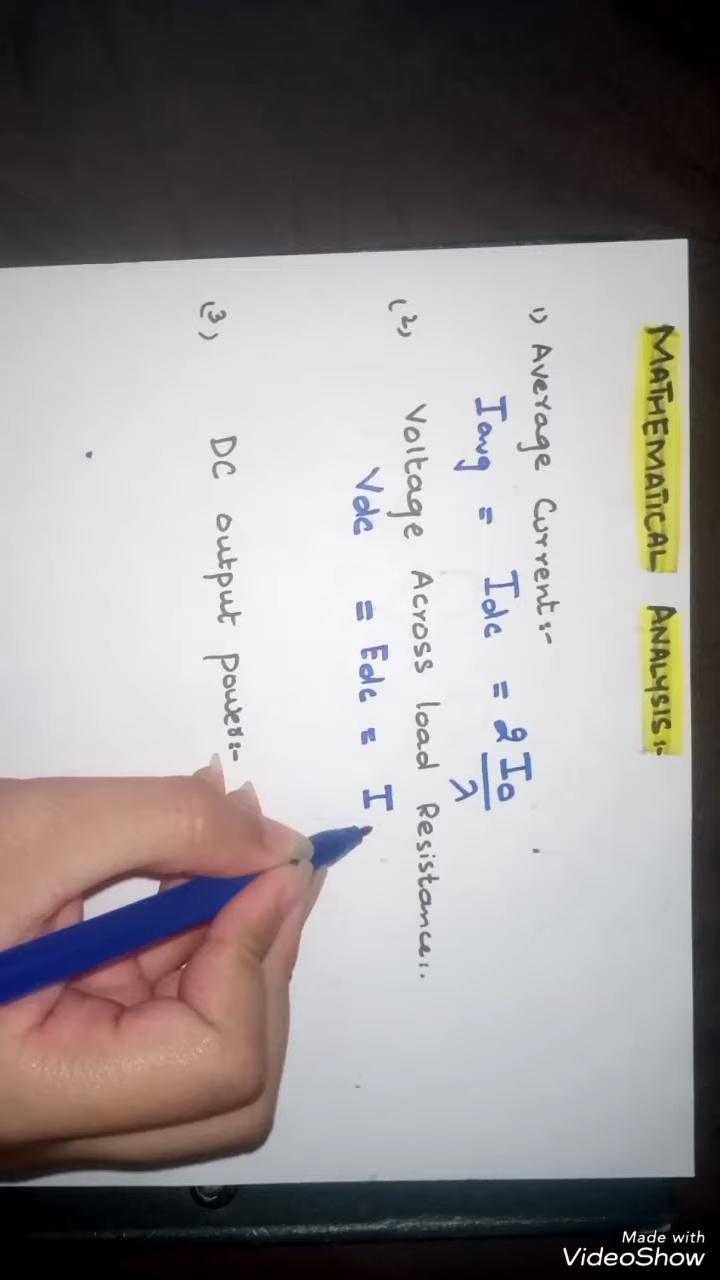 MATHEMATICAL ANALYSIS:-
1) Average Current:-
Iavg = Idc = 2I0/λ
(2) Voltage Across load Resistance:.
Vdc = Edc = I
(3) DC output power:-
Made with
VideoShow